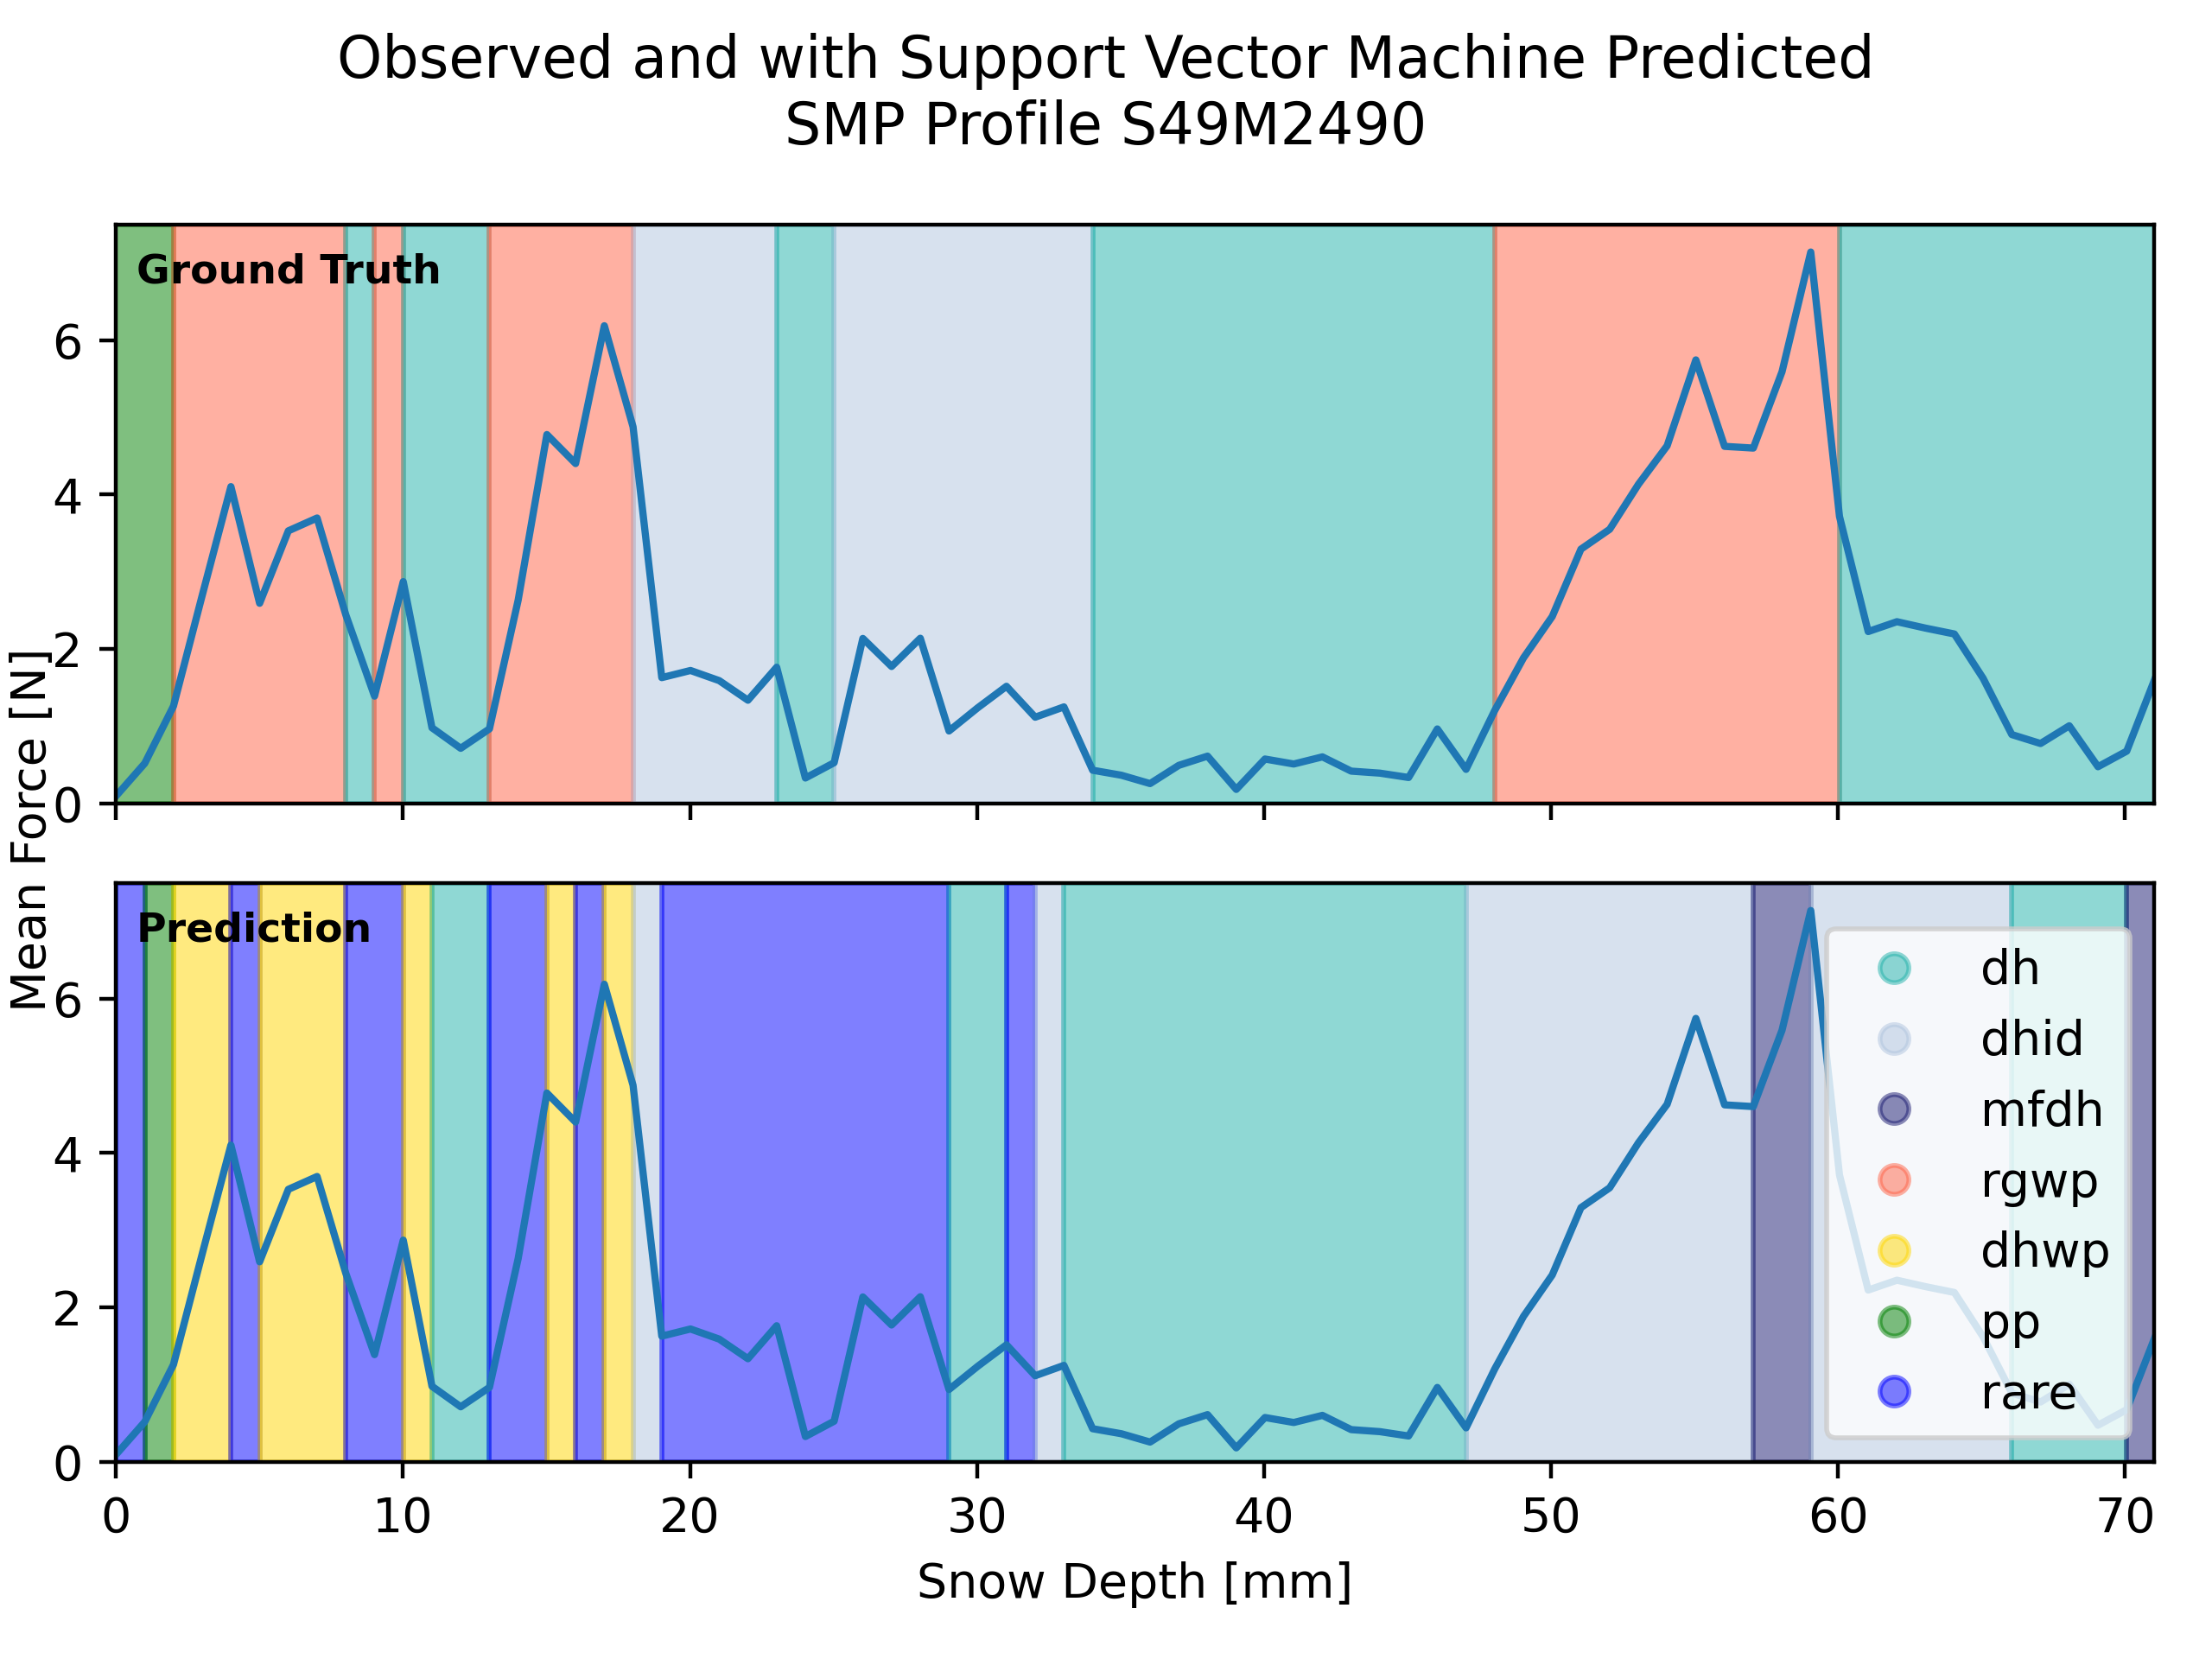 Observed and with Support Vector Machine Predicted
SMP Profile S49M2490
Ground Truth
6
4
2
0
Mean Force [N]
Prediction
6
4
2
0
dh
dhid
mfdh
rgwp
dhwp
pp
rare
0 10 20 30 40 50 60 70
Snow Depth [mm]